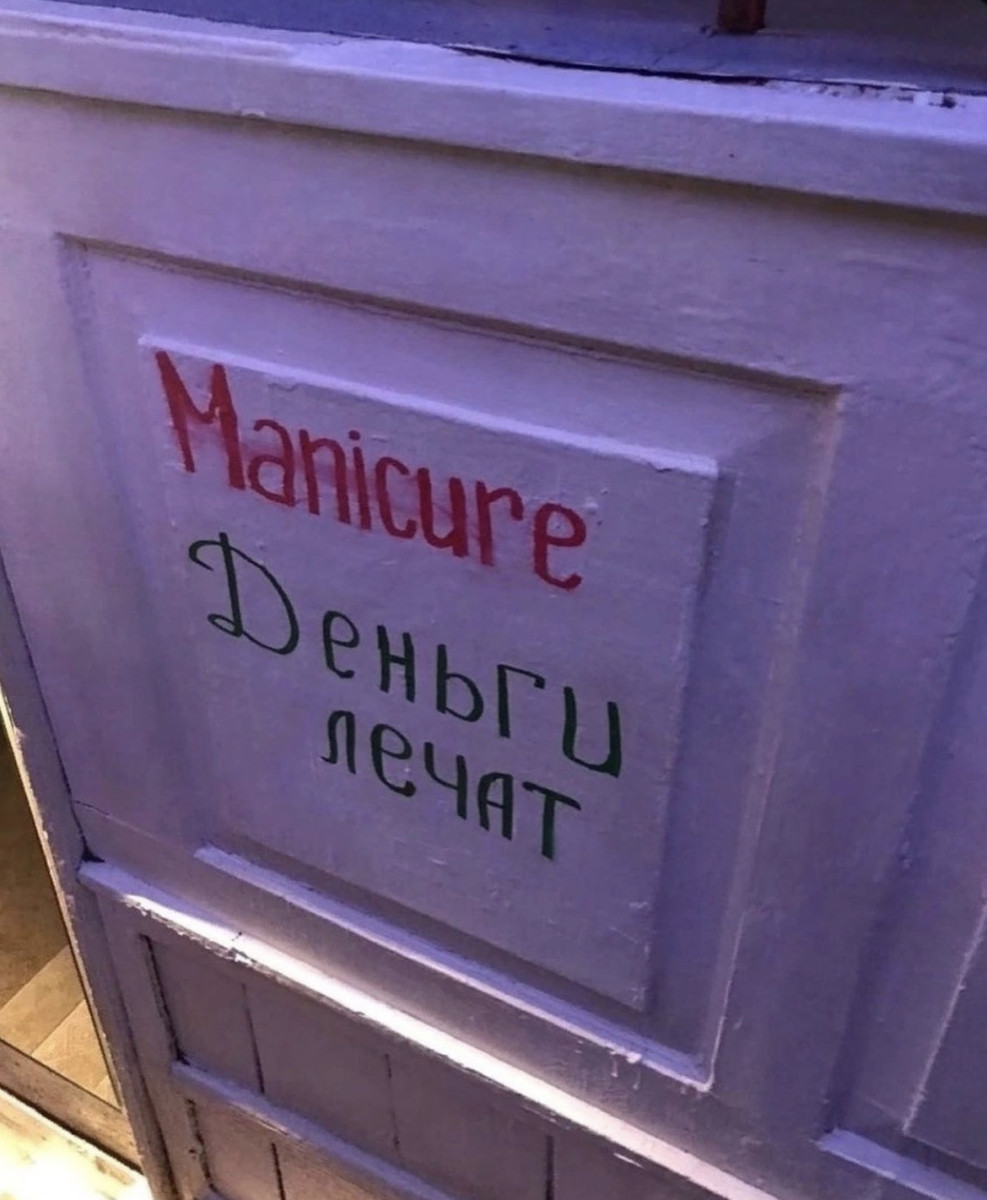 Manicure
Деньги
лечат